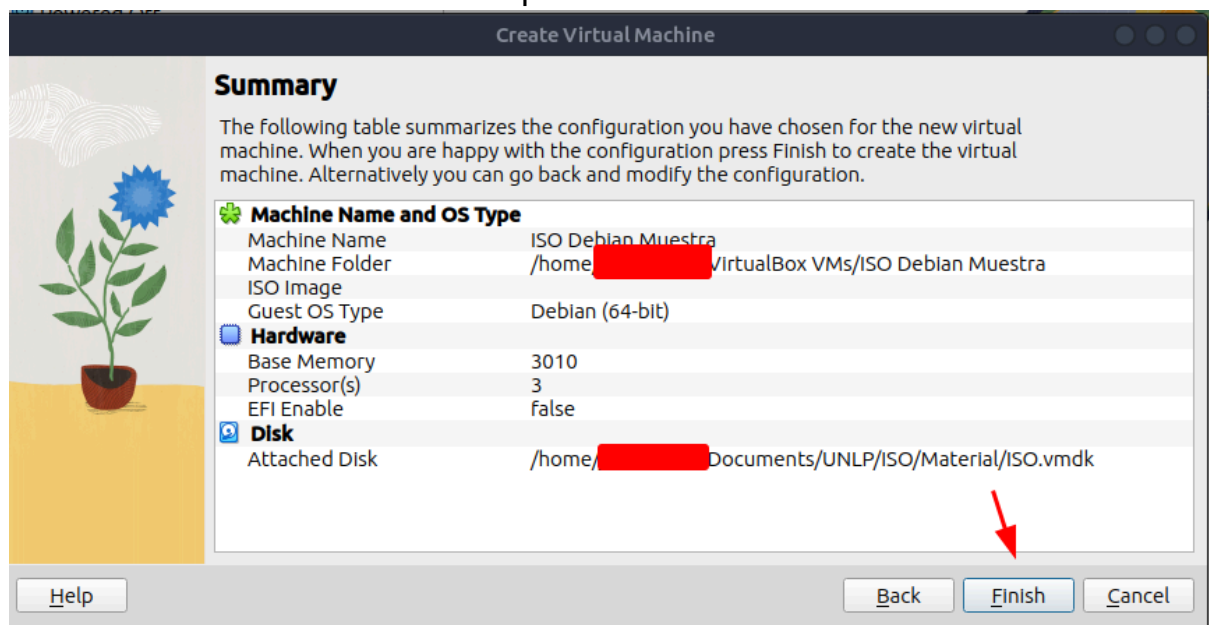 Powered Off
Create Virtual Machine
Summary
The following table summarizes the configuration you have chosen for the new virtual
machine. When you are happy with the configuration press Finish to create the virtual
machine. Alternatively you can go back and modify the configuration.
Machine Name and OS Type
Machine Name ISO Debian Muestra
Machine Folder /home/ VirtualBox VMs/ISO Debian Muestra
ISO Image
Guest OS Type Debian (64-bit)
Hardware
Base Memory 3010
Processor(s) 3
EFI Enable false
Disk
Attached Disk /home/ Documents/UNLP/ISO/Material/ISO.vmdk
Help Back Finish Cancel